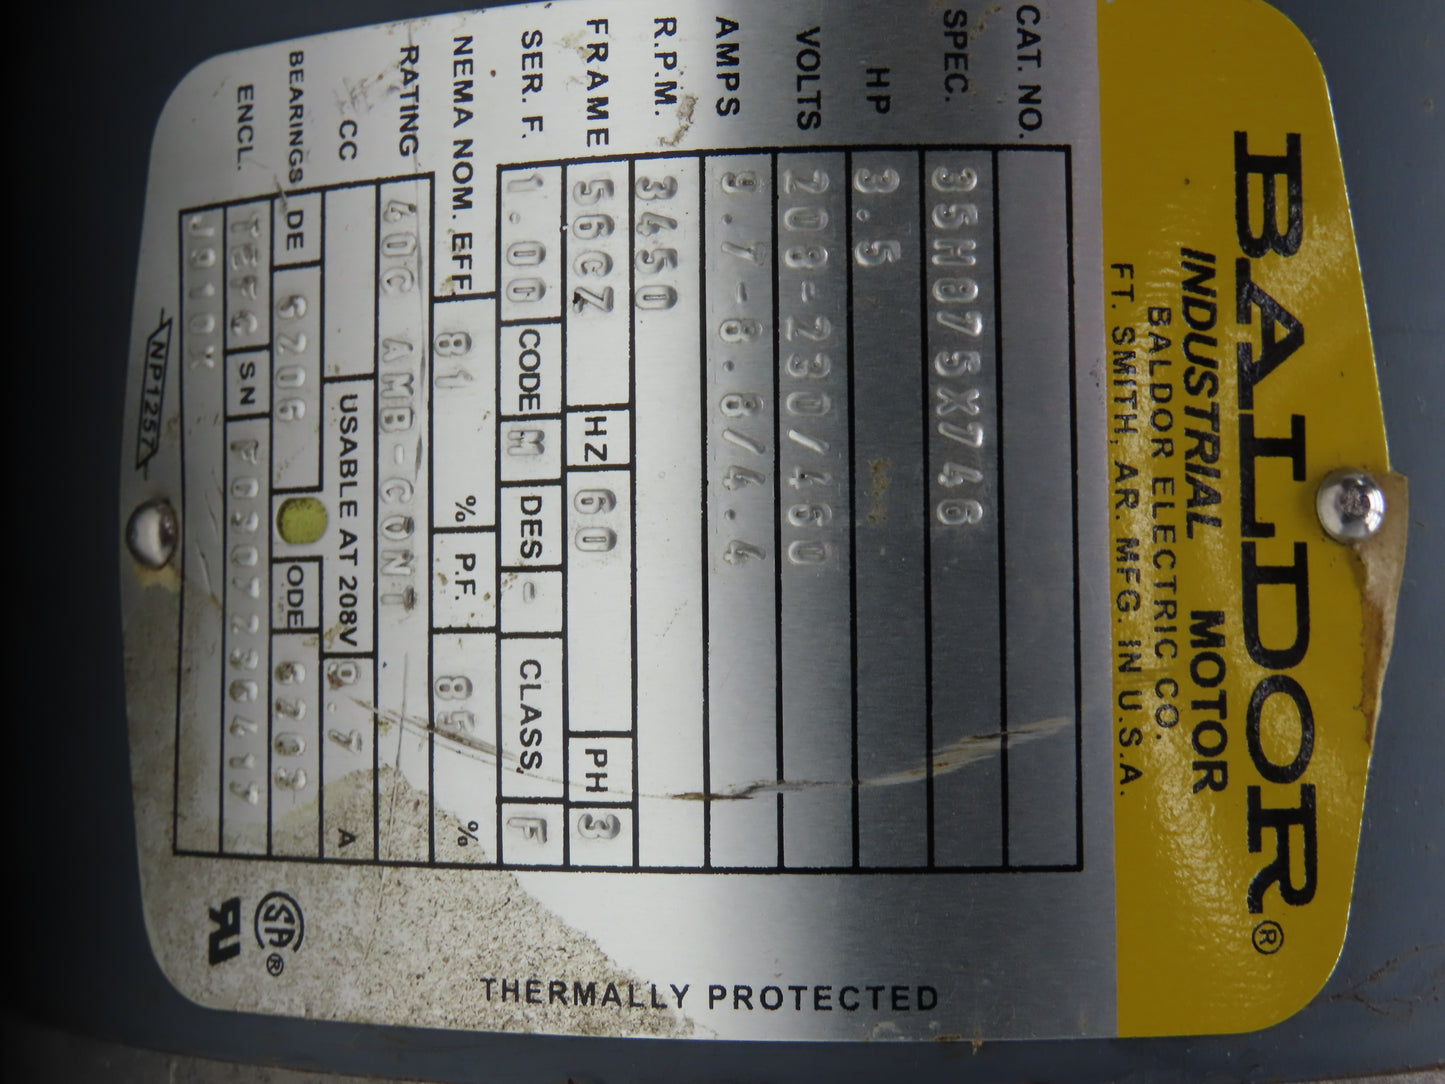 BALDOR®
INDUSTRIAL MOTOR
BALDOR ELECTRIC CO.
FT. SMITH, AR. MFG. IN U.S.A.
CAT. NO.
SPEC. 35H875X746
HP 3.5
VOLTS 208-230/460
AMPS 9.7-8.8/4.4
R.P.M. 3450
FRAME 56CZ HZ 60 PH 3
SER. F. 1.00 CODE M DES - CLASS F
NEMA NOM. EFF. 81 % P.F. 85 %
RATING 40C AMB-CONT
CC USABLE AT 208V 9.7 A
BEARINGS DE 6206 ODE 6203
ENCL. TEFC SN
NP1257
THERMALLY PROTECTED
SA®